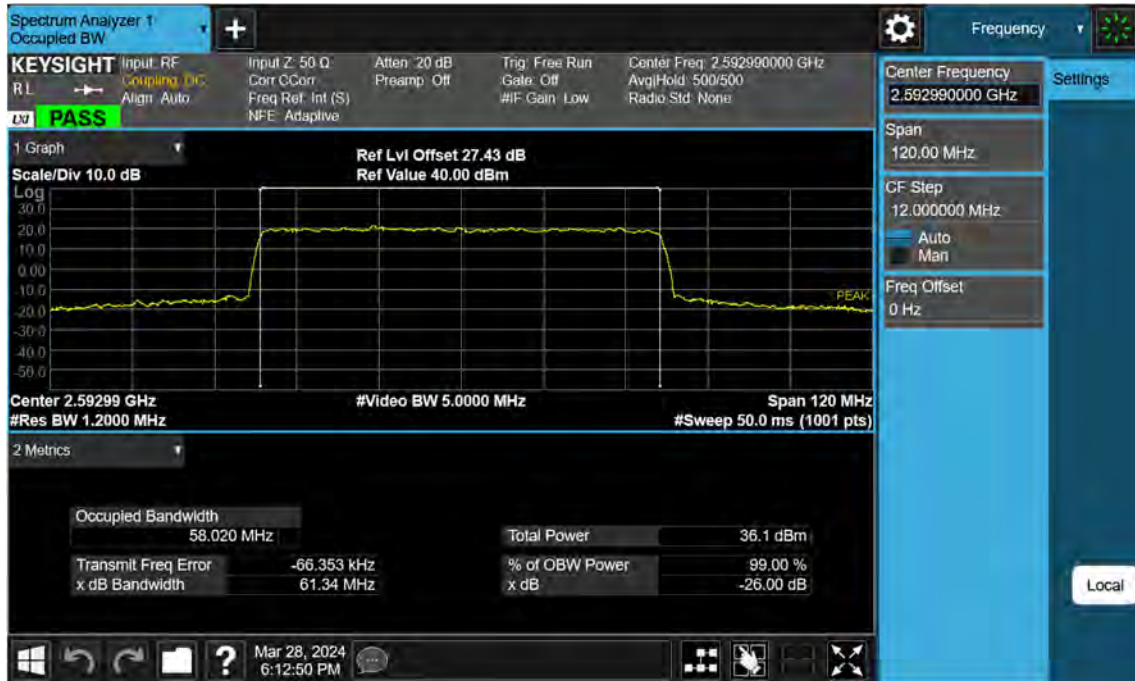 Spectrum Analyzer 1
Occupied BW
+
Frequency
KEYSIGHT
RL
LXI PASS
Input: RF
Coupling: DC
Align: Auto
Input Z: 50 Ω
Corr CCorr
Freq Ref: Int (S)
NFE: Adaptive
Atten: 20 dB
Preamp: Off
Trig: Free Run
Gate: Off
#IF Gain: Low
Center Freq: 2.592990000 GHz
Avg|Hold: 500/500
Radio Std: None
Center Frequency
2.592990000 GHz
Settings
Span
120.00 MHz
CF Step
12.000000 MHz
Auto
Man
Freq Offset
0 Hz
1 Graph
Scale/Div 10.0 dB
Ref Lvl Offset 27.43 dB
Ref Value 40.00 dBm
Log
30.0
20.0
10.0
0.00
-10.0
-20.0
-30.0
-40.0
-50.0
PEAK
Center 2.59299 GHz
#Video BW 5.0000 MHz
Span 120 MHz
#Res BW 1.2000 MHz
#Sweep 50.0 ms (1001 pts)
2 Metrics
Occupied Bandwidth
58.020 MHz
Total Power 36.1 dBm
Transmit Freq Error -66.353 kHz
% of OBW Power 99.00 %
x dB Bandwidth 61.34 MHz
x dB -26.00 dB
Local
?
Mar 28, 2024
6:12:50 PM